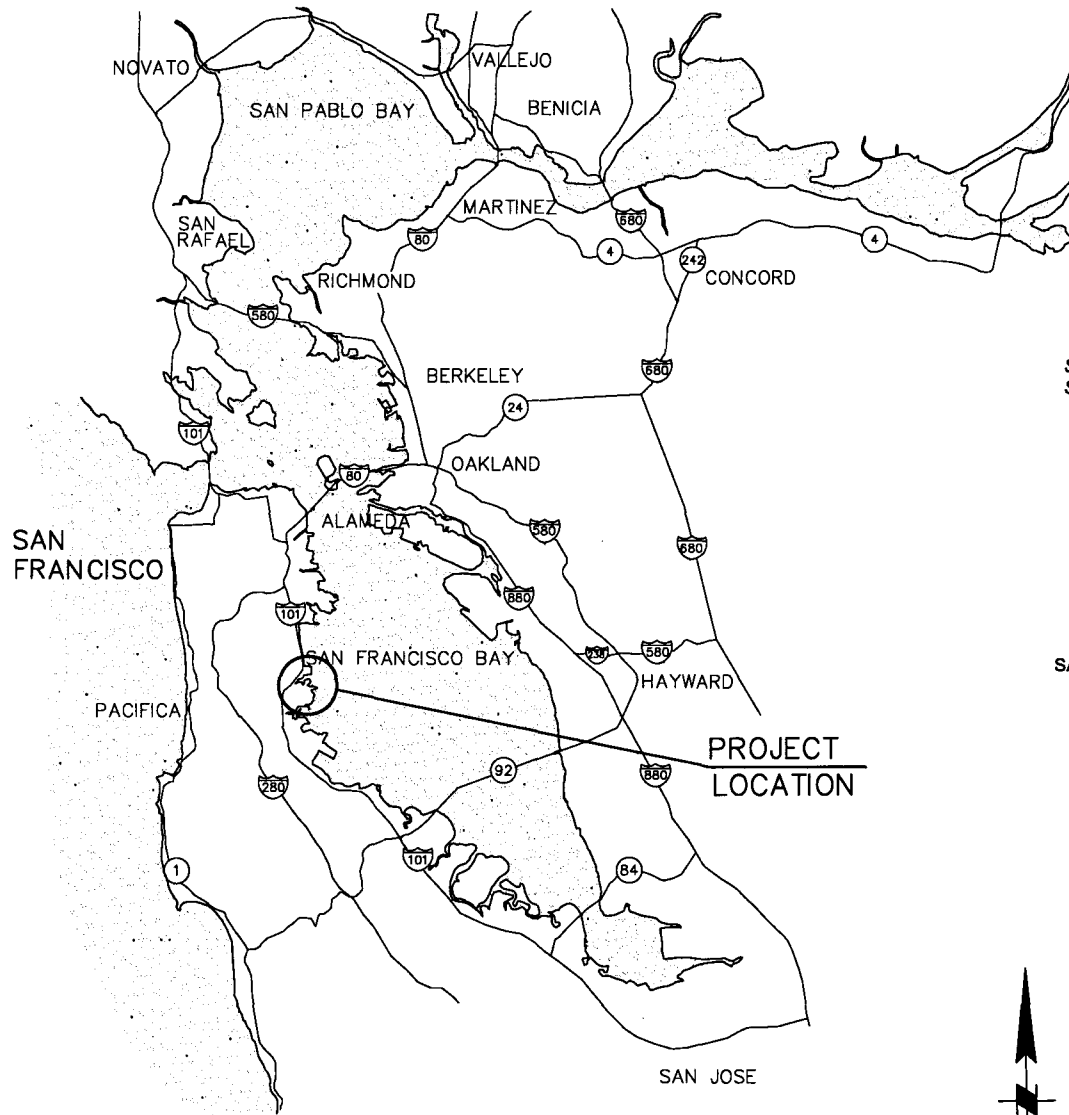 NOVATO
VALLEJO
SAN PABLO BAY
BENICIA
SAN
RAFAEL
MARTINEZ
680
80
4
4
242
RICHMOND
CONCORD
580
680
BERKELEY
24
101
OAKLAND
80
ALAMEDA
580
SAN
FRANCISCO
680
880
101
238
580
SAN FRANCISCO BAY
HAYWARD
PACIFICA
PROJECT
LOCATION
92
880
280
101
84
1
SAN JOSE
S
S
SA
N